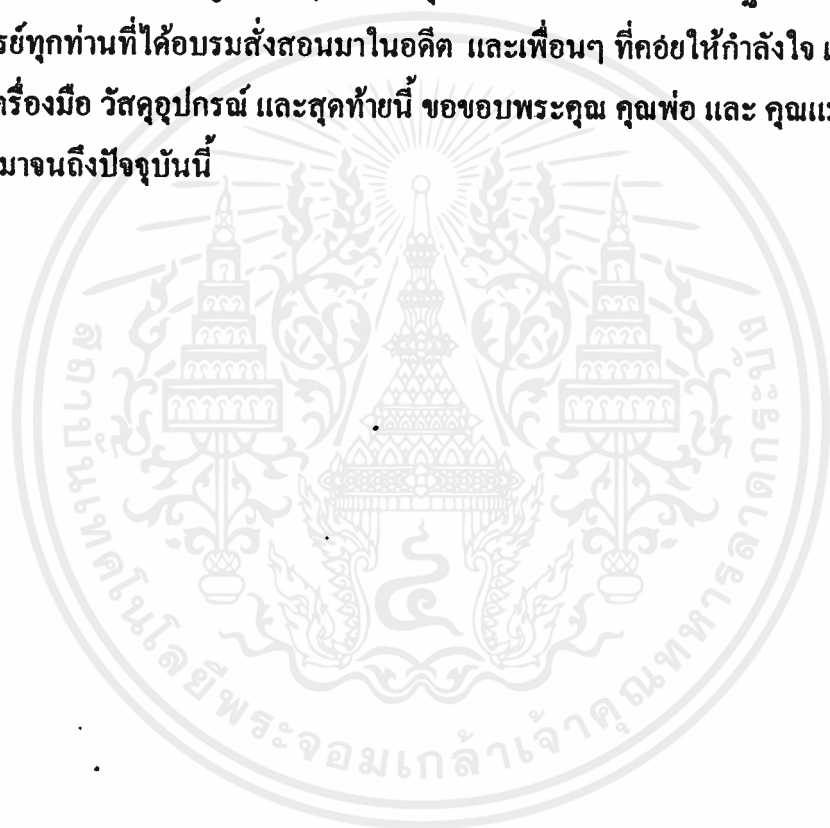 รย์ทุกท่านที่ได้อบรมสั่งสอนมาในอดีต และเพื่อนๆ ที่คอยให้กำลังใจ
ครื่องมือ วัสดุอุปกรณ์ และสุดท้ายนี้ ขอขอบพระคุณ คุณพ่อ และ
มาจนถึงปัจจุบันนี้
สถาบันเทคโนโลยีพระจอมเกล้าเจ้าคุณทหารลาดกระบัง